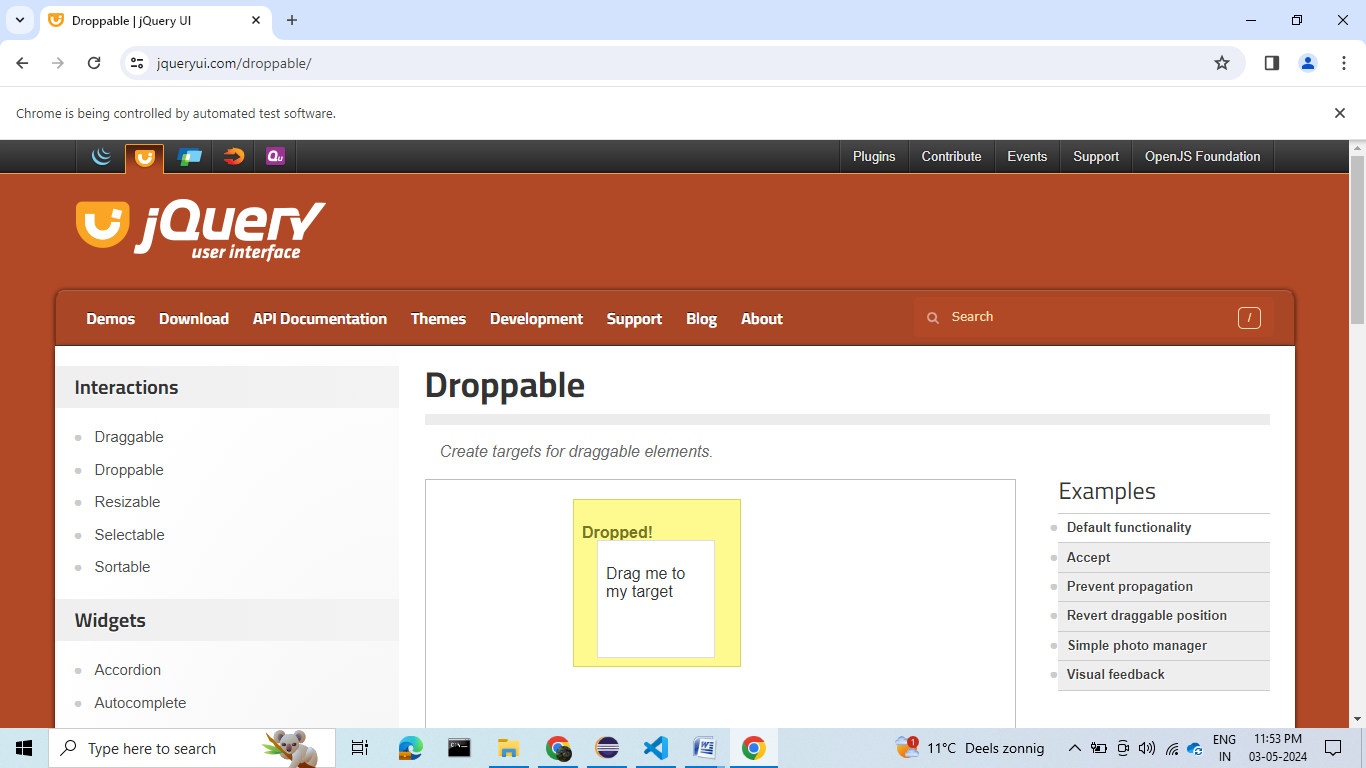 Droppable | jQuery UI
jqueryui.com/droppable/
Chrome is being controlled by automated test software.
Qu
Plugins
Contribute
Events
Support
OpenJS Foundation
jQuery
user interface
Demos
Download
API Documentation
Themes
Development
Support
Blog
About
Search
/
Interactions
Draggable
Droppable
Resizable
Selectable
Sortable
Widgets
Accordion
Autocomplete
Droppable
Create targets for draggable elements.
Dropped!
Drag me to
my target
Examples
Default functionality
Accept
Prevent propagation
Revert draggable position
Simple photo manager
Visual feedback
Type here to search
1
11°C Deels zonnig
ENG
IN
11:53 PM
03-05-2024